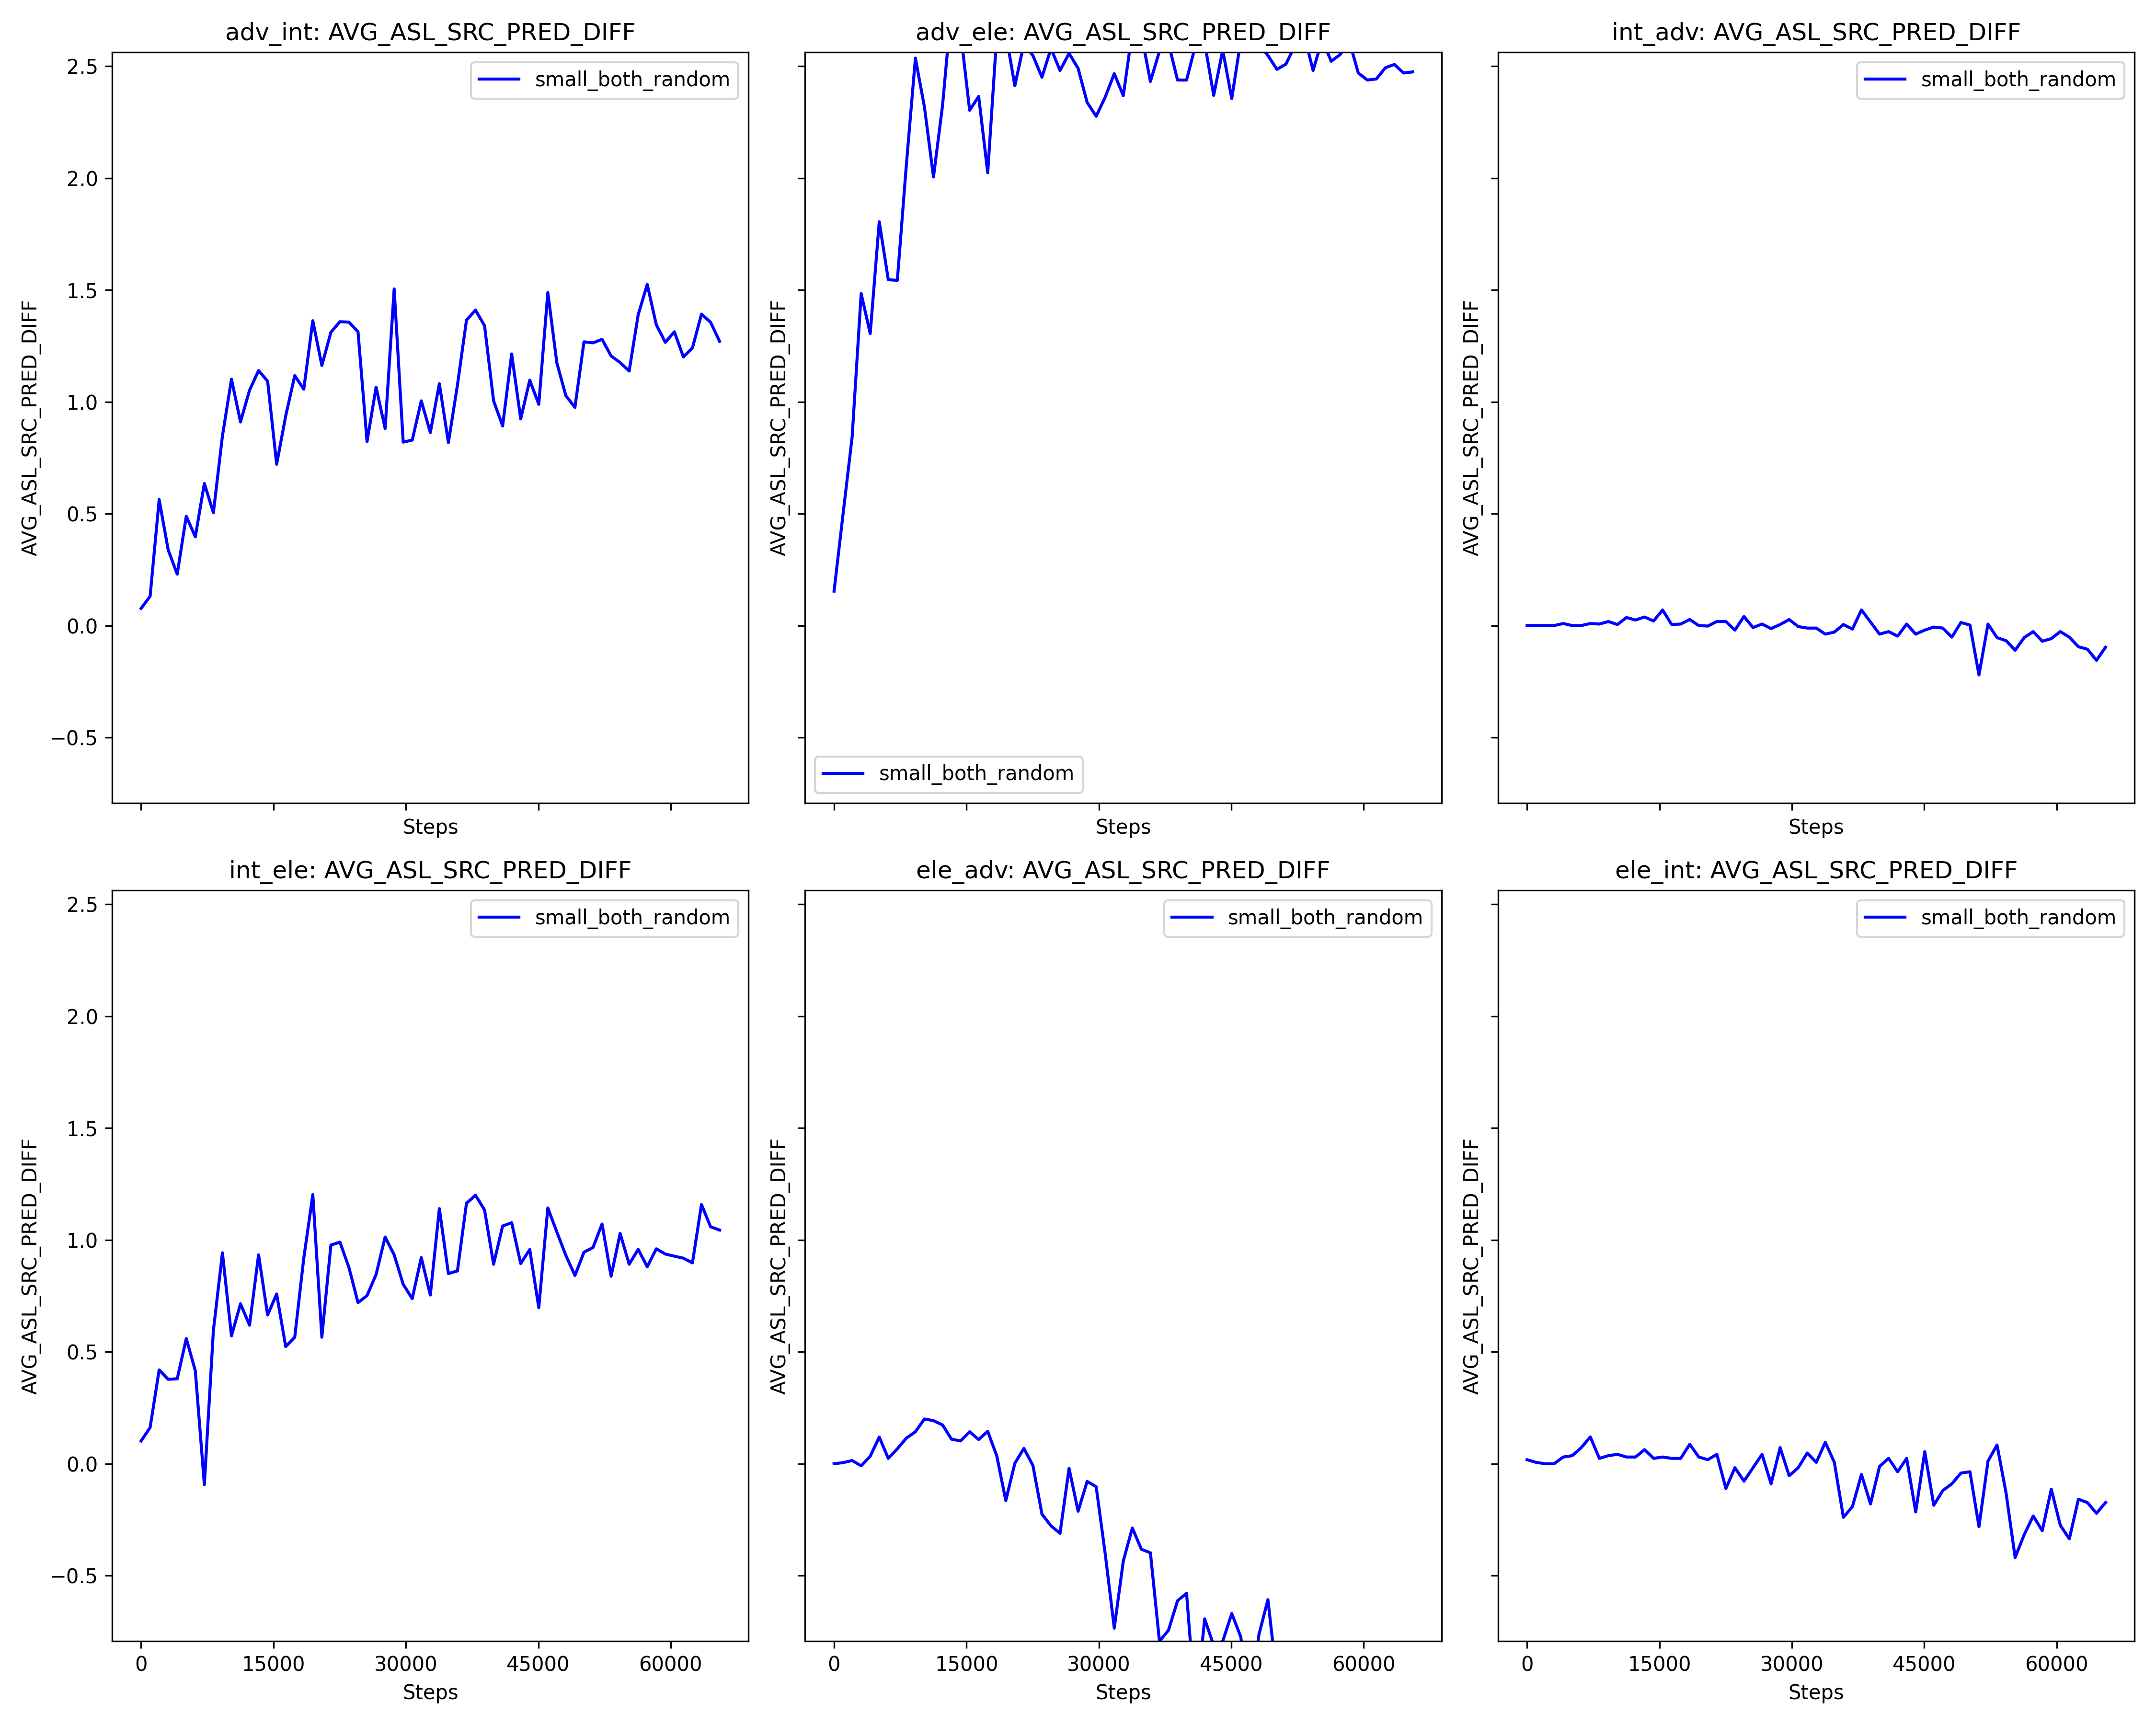 adv_int: AVG_ASL_SRC_PRED_DIFF
adv_ele: AVG_ASL_SRC_PRED_DIFF
int_adv: AVG_ASL_SRC_PRED_DIFF
AVG_ASL_SRC_PRED_DIFF
2.5
2.0
1.5
1.0
0.5
0.0
−0.5
small_both_random
Steps
AVG_ASL_SRC_PRED_DIFF
small_both_random
Steps
AVG_ASL_SRC_PRED_DIFF
small_both_random
Steps
int_ele: AVG_ASL_SRC_PRED_DIFF
ele_adv: AVG_ASL_SRC_PRED_DIFF
ele_int: AVG_ASL_SRC_PRED_DIFF
AVG_ASL_SRC_PRED_DIFF
2.5
2.0
1.5
1.0
0.5
0.0
−0.5
small_both_random
0 15000 30000 45000 60000
Steps
AVG_ASL_SRC_PRED_DIFF
small_both_random
0 15000 30000 45000 60000
Steps
AVG_ASL_SRC_PRED_DIFF
small_both_random
0 15000 30000 45000 60000
Steps